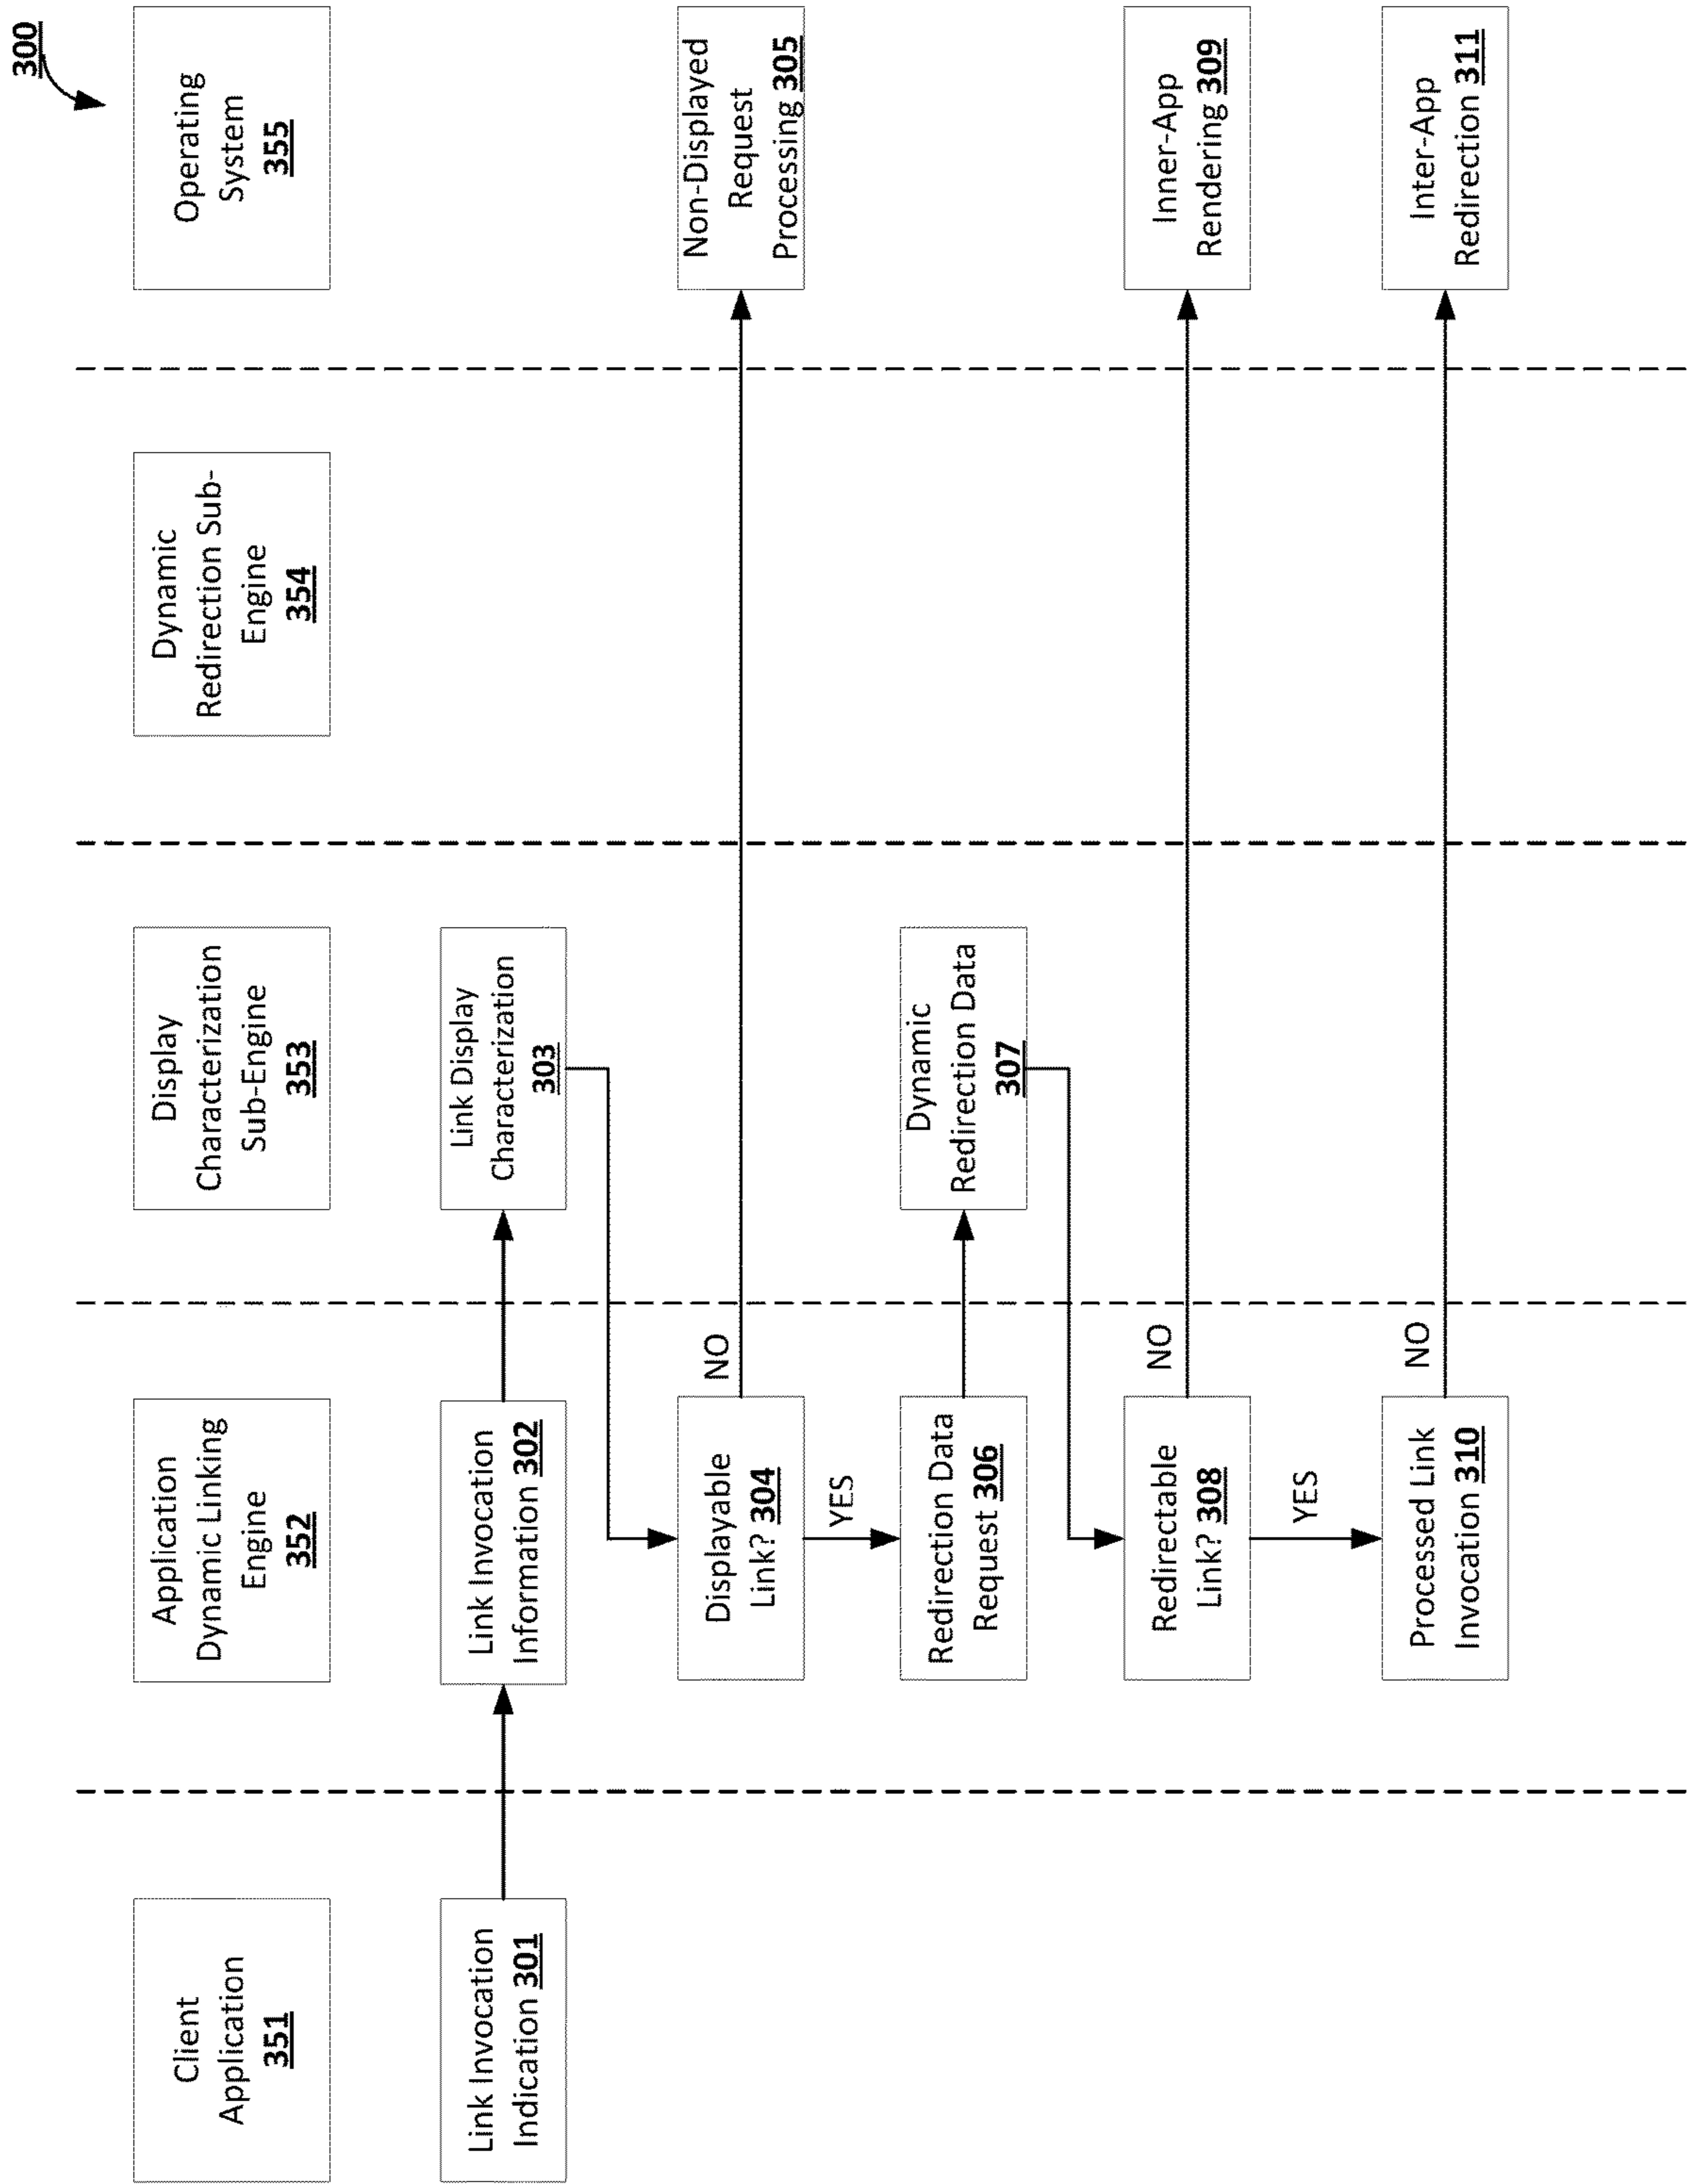 300
Client
Application
351
Application
Dynamic Linking
Engine
352
Display
Characterization
Sub-Engine
353
Dynamic
Redirection Sub-
Engine
354
Operating
System
355
Link Invocation
Indication 301
Link Invocation
Information 302
Link Display
Characterization
303
Displayable
Link? 304
NO
Non-Displayed
Request
Processing 305
YES
Redirection Data
Request 306
Dynamic
Redirection Data
307
Redirectable
Link? 308
NO
Inner-App
Rendering 309
YES
Processed Link
Invocation 310
NO
Inter-App
Redirection 311